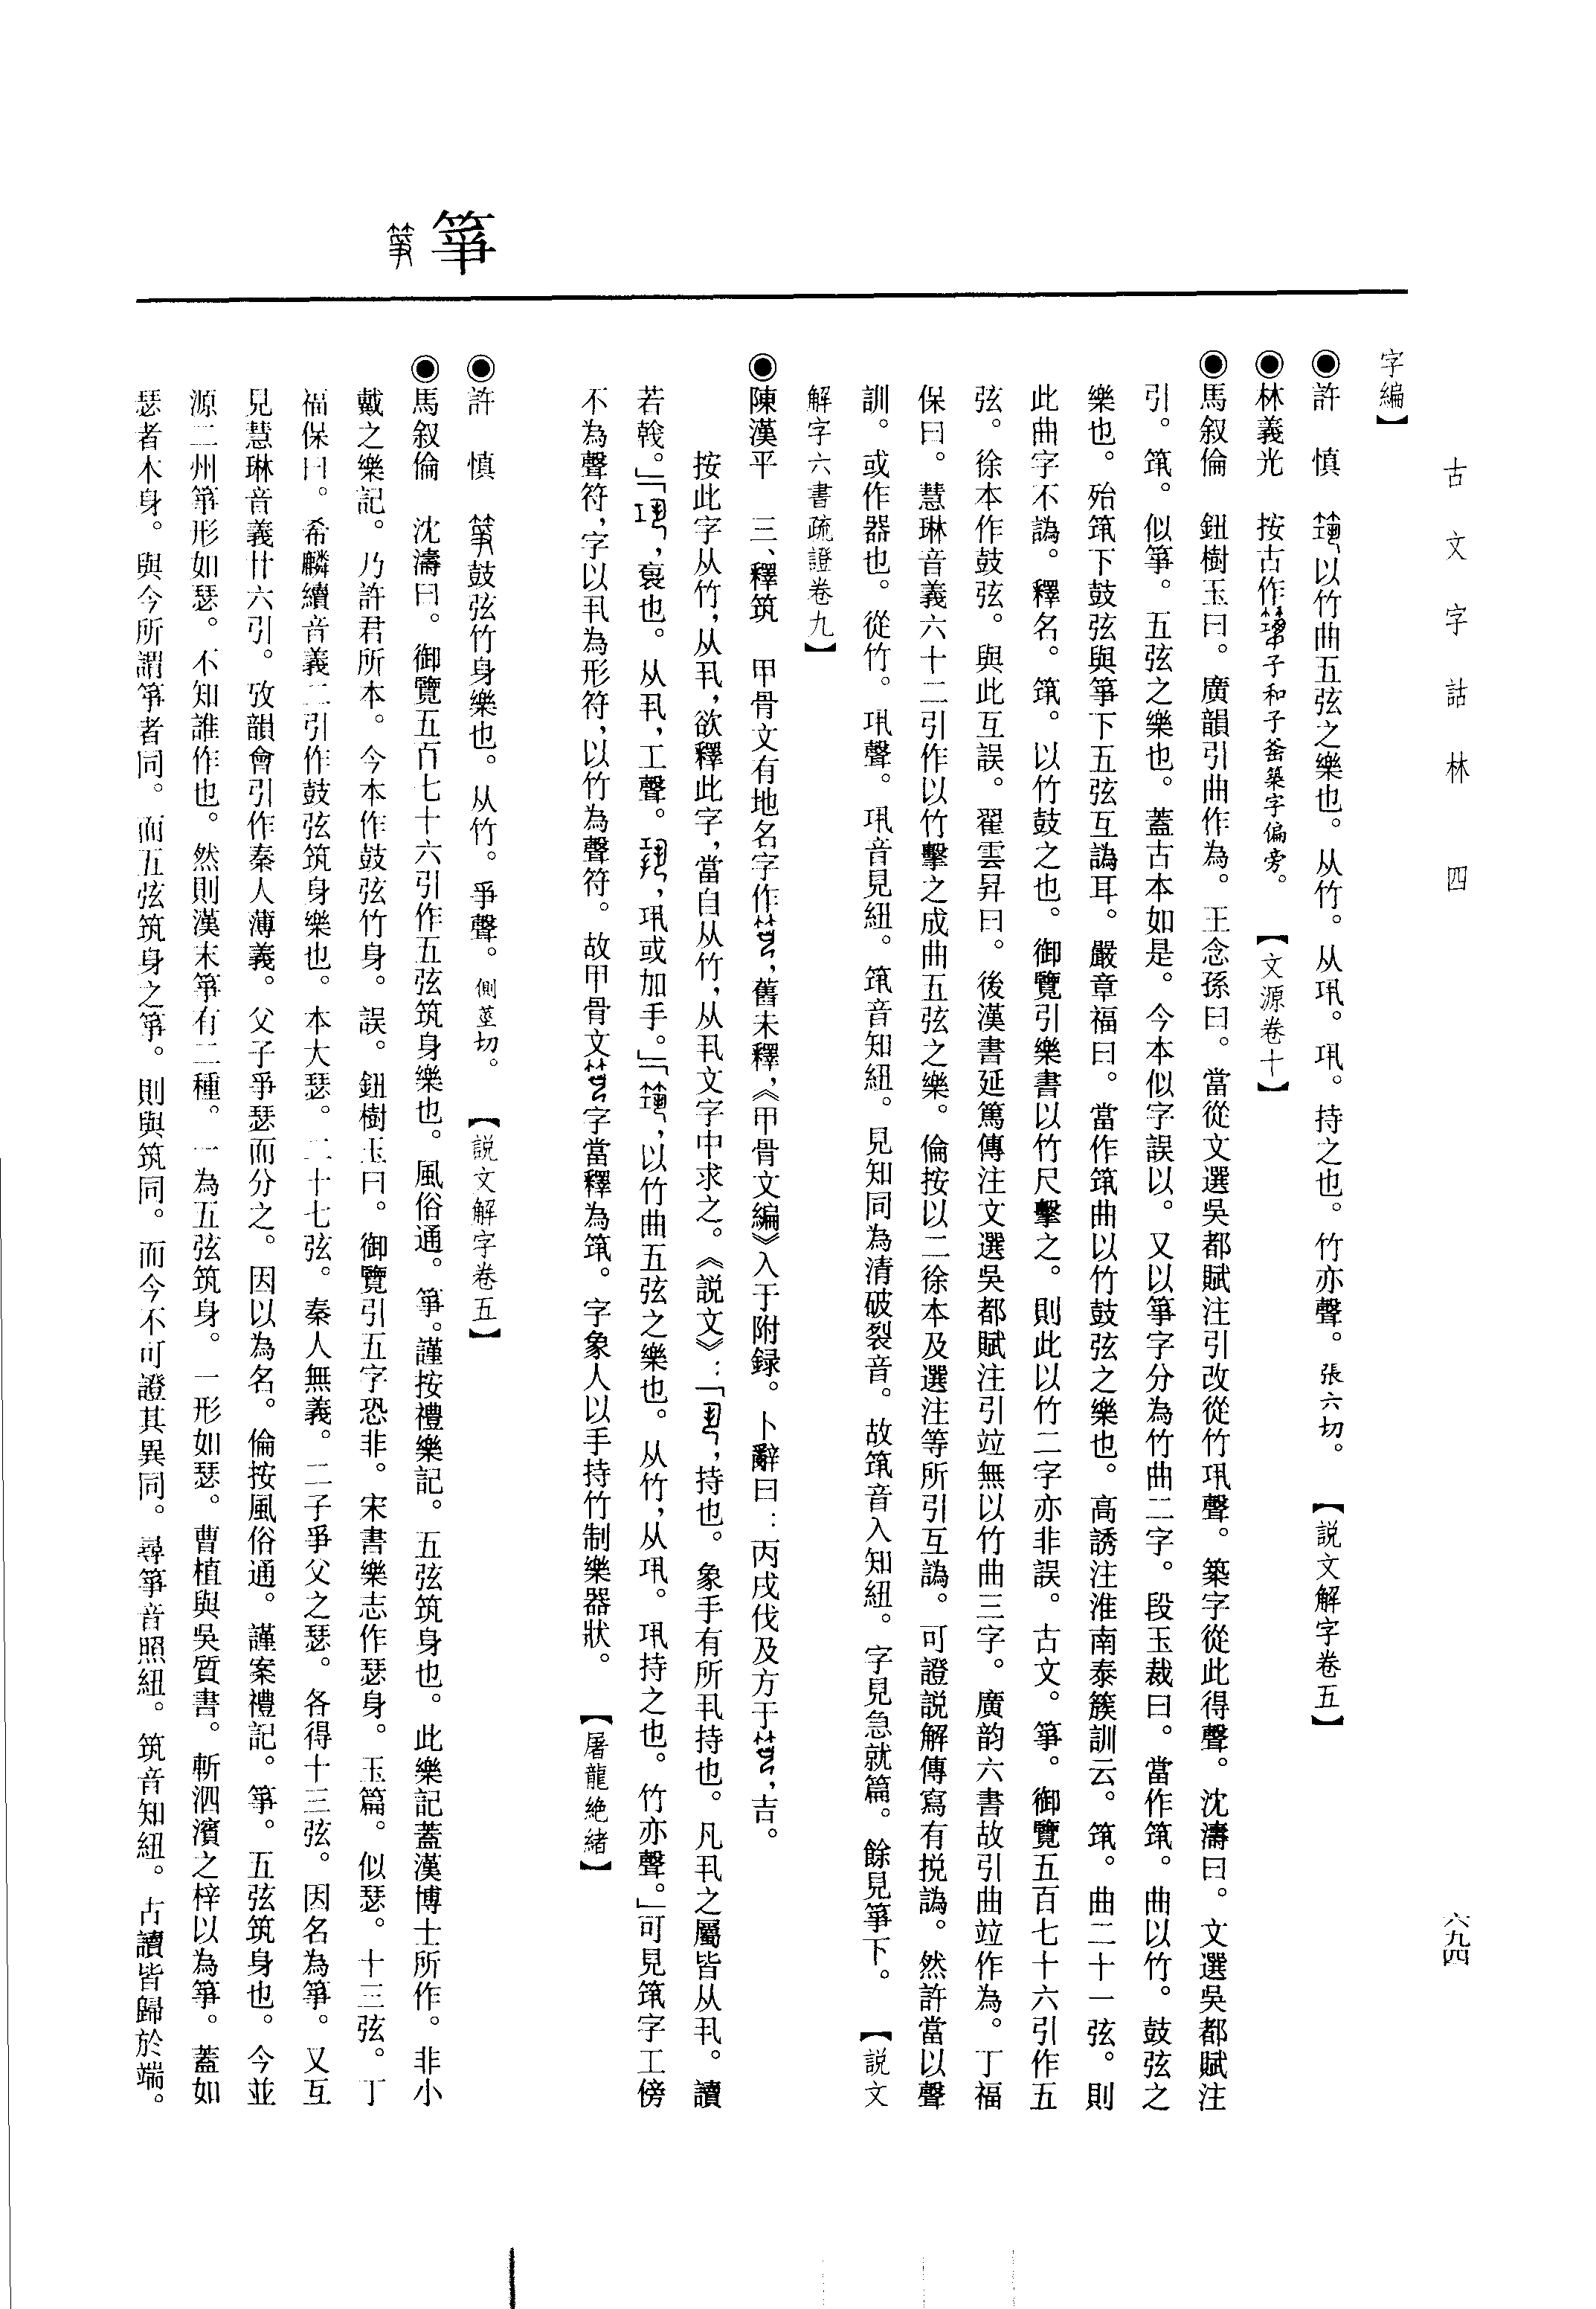 古文字詁林 四
六九四
箏
字編】
◉許 慎 以竹曲五弦之樂也。从竹。从巩。巩。持之也。竹亦聲。張六切。【説文解字卷五】
◉林義光 按古作子和子釜築字偏旁。【文源卷十】
◉馬叙倫 鈕樹玉曰。廣韻引曲作為。王念孫曰。當從文選吳都賦注引改從竹巩聲。築字從此得聲。沈濤曰。文選吳都賦注
引。筑。似箏。五弦之樂也。蓋古本如是。今本似字誤以。又以箏字分為竹曲二字。段玉裁曰。當作筑。曲以竹。鼓弦之
樂也。殆筑下鼓弦與箏下五弦互譌耳。嚴章福曰。當作筑曲以竹鼓弦之樂也。高誘注淮南泰簇訓云。筑。曲二十一弦。則
此曲字不譌。釋名。筑。以竹鼓之也。御覽引樂書以竹尺擊之。則此以竹二字亦非誤。古文。箏。御覽五百七十六引作五
弦。徐本作鼓弦。與此互誤。翟雲昇曰。後漢書延篤傳注文選吳都賦注引竝無以竹曲三字。廣韵六書故引曲竝作為。丁福
保曰。慧琳音義六十二引作以竹擊之成曲五弦之樂。倫按以二徐本及選注等所引互譌。可證説解傳寫有挩譌。然許當以聲
訓。或作器也。從竹。巩聲。巩音見紐。筑音知紐。見知同為清破裂音。故筑音入知紐。字見急就篇。餘見箏下。【説文
解字六書疏證卷九】
◉陳漢平 三、釋筑 甲骨文有地名字作，舊未釋，《甲骨文編》入于附録。卜辭曰：丙戌伐及方于，吉。
按此字从竹，从丮，欲釋此字，當自从竹，从丮文字中求之。《説文》：「，持也。象手有所丮持也。凡丮之屬皆从丮。讀
若戟。」「，褱也。从丮，工聲。，巩或加手。」「，以竹曲五弦之樂也。从竹，从巩。巩持之也。竹亦聲。」可見筑字工傍
不為聲符，字以丮為形符，以竹為聲符。故甲骨文字當釋為筑。字象人以手持竹制樂器狀。【屠龍絶緒】
◉許 慎 鼓弦竹身樂也。从竹。爭聲。側莖切。【説文解字卷五】
◉馬叙倫 沈濤曰。御覽五百七十六引作五弦筑身樂也。風俗通。箏。謹按禮樂記。五弦筑身也。此樂記蓋漢博士所作。非小
戴之樂記。乃許君所本。今本作鼓弦竹身。誤。鈕樹玉曰。御覽引五字恐非。宋書樂志作瑟身。玉篇。似瑟。十三弦。丁
福保曰。希麟續音義二引作鼓弦筑身樂也。本大瑟。二十七弦。秦人無義。二子爭父之瑟。各得十三弦。因名為箏。又互
見慧琳音義廿六引。攷韻會引作秦人薄義。父子爭瑟而分之。因以為名。倫按風俗通。謹案禮記。箏。五弦筑身也。今並
源二州箏形如瑟。不知誰作也。然則漢末箏有二種。一為五弦筑身。一形如瑟。曹植與吳質書。斬泗濱之梓以為箏。蓋如
瑟者木身。與今所謂箏者同。而五弦筑身之箏。則與筑同。而今不可證其異同。尋箏音照紐。筑音知紐。古讀皆歸於端。